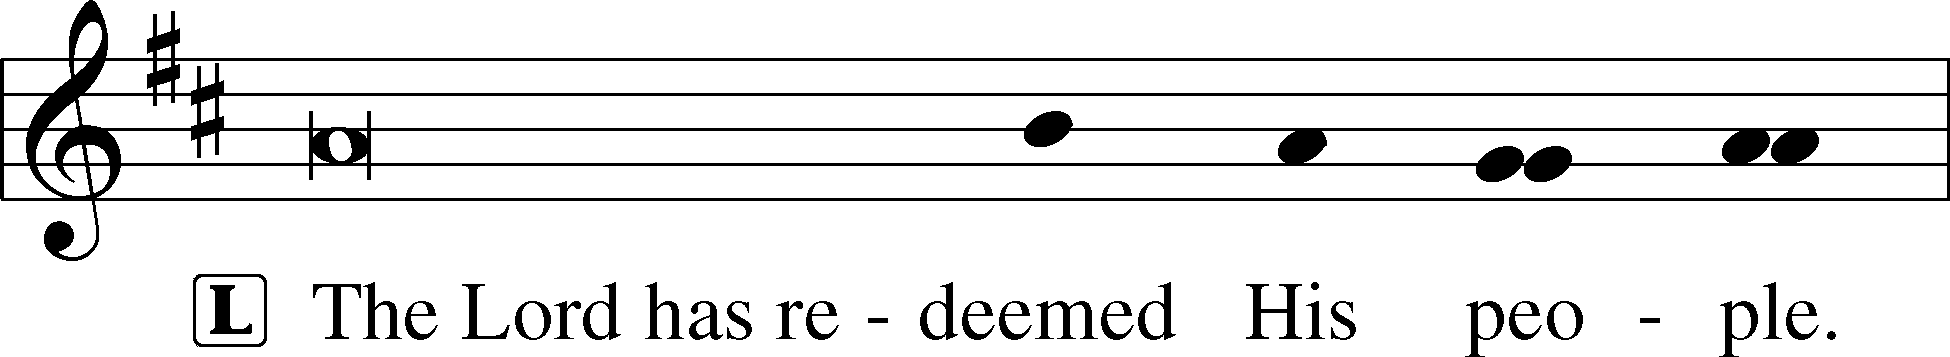 L The Lord has re - deemed His peo - ple.